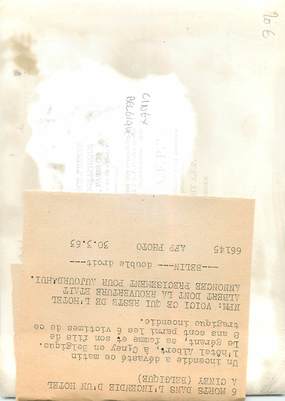 206
CINEY
BELGIQUE
6 MORTS DANS L'INCENDIE D'UN HOTEL
A CINEY (BELGIQUE)
Un incendie a dévasté ce matin
l'Hôtel Albert, à Ciney en Belgique.
Le gérant, sa femme et son fils de
6 ans sont parmi les 6 victimes de ce
tragique incendie.
NPM: VOICI CE QUI RESTE DE L'HOTEL
ALBERT DONT LA REOUVERTURE ETAIT
ANNONCEE PRECISEMENT POUR AUJOURD'HUI.
---BELIN--- double droit---
66145 AFP PHOTO 30.3.63